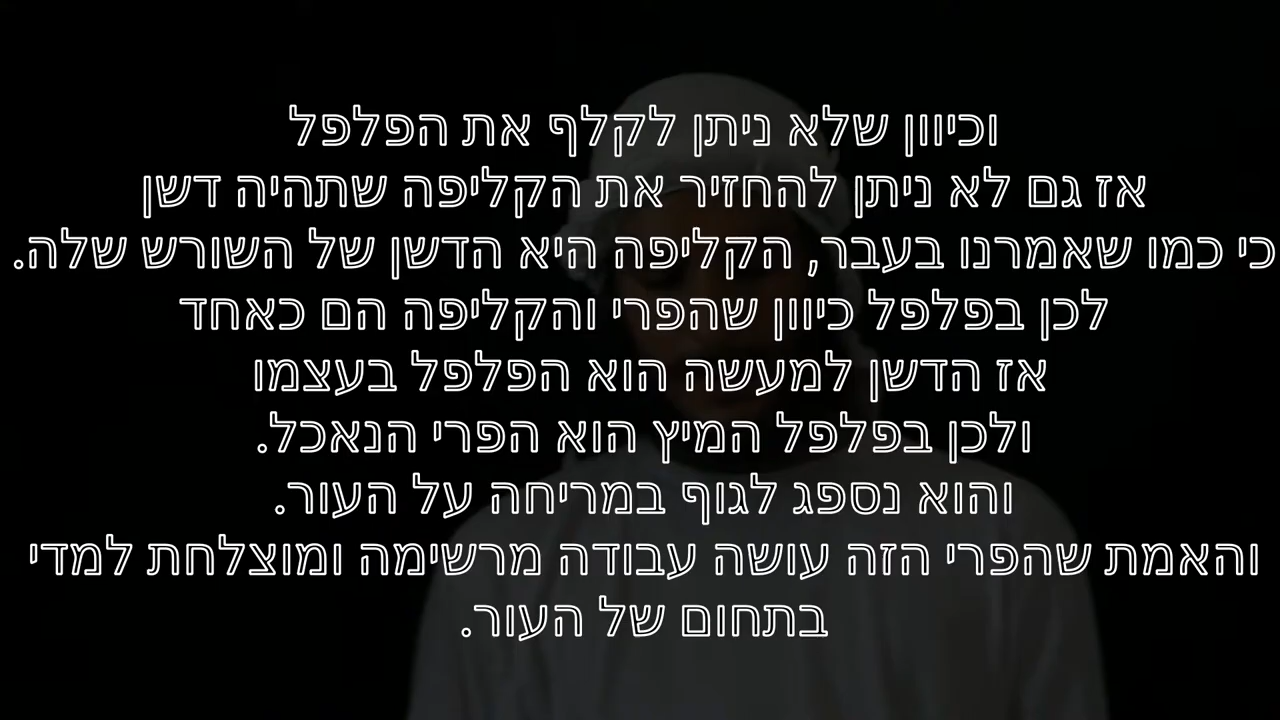 וכיוון שלא ניתן לקלף את הפלפל
אז גם לא ניתן להחזיר את הקליפה שתהיה דשן
כי כמו שאמרנו בעבר, הקליפה היא הדשן של השורש שלה.
לכן בפלפל כיוון שהפרי והקליפה הם כאחד
אז הדשן למעשה הוא הפלפל בעצמו
ולכן בפלפל המיץ הוא הפרי הנאכל.
והוא נספג לגוף במריחה על העור.
והאמת שהפרי הזה עושה עבודה מרשימה ומוצלחת למדי
בתחום של העור.